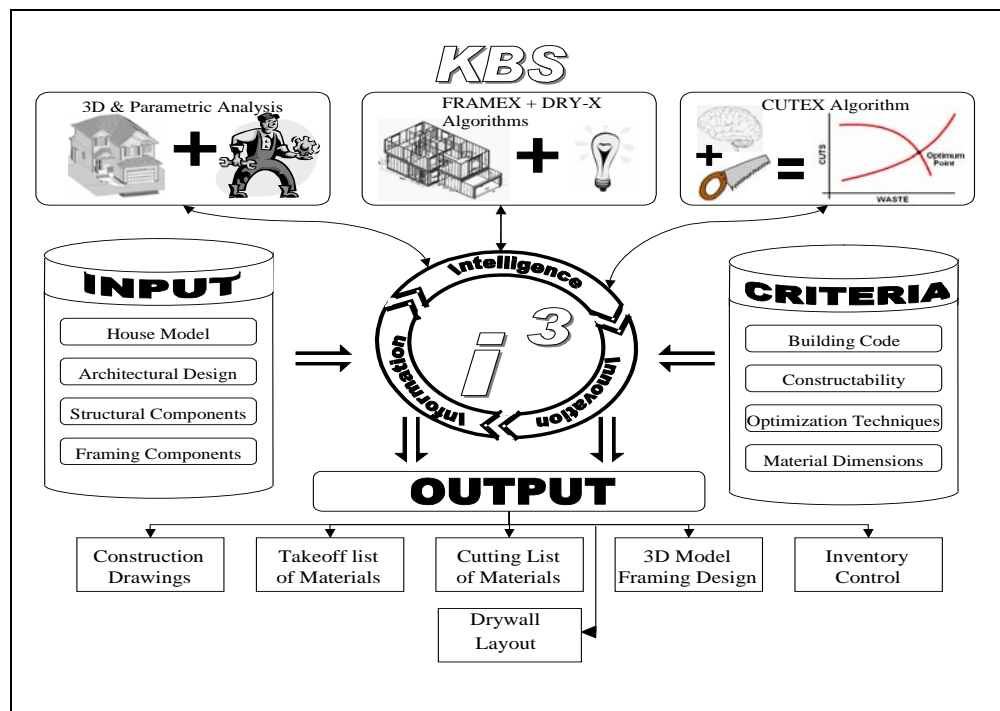 KBS
3D & Parametric Analysis
FRAMEX + DRY-X
Algorithms
CUTEX Algorithm
CUTS
Optimum
Point
WASTE
INPUT
House Model
Architectural Design
Structural Components
Framing Components
Intelligence
Innovation
Information
i3
CRITERIA
Building Code
Constructability
Optimization Techniques
Material Dimensions
OUTPUT
Construction
Drawings
Takeoff list
of Materials
Cutting List
of Materials
3D Model
Framing Design
Inventory
Control
Drywall
Layout